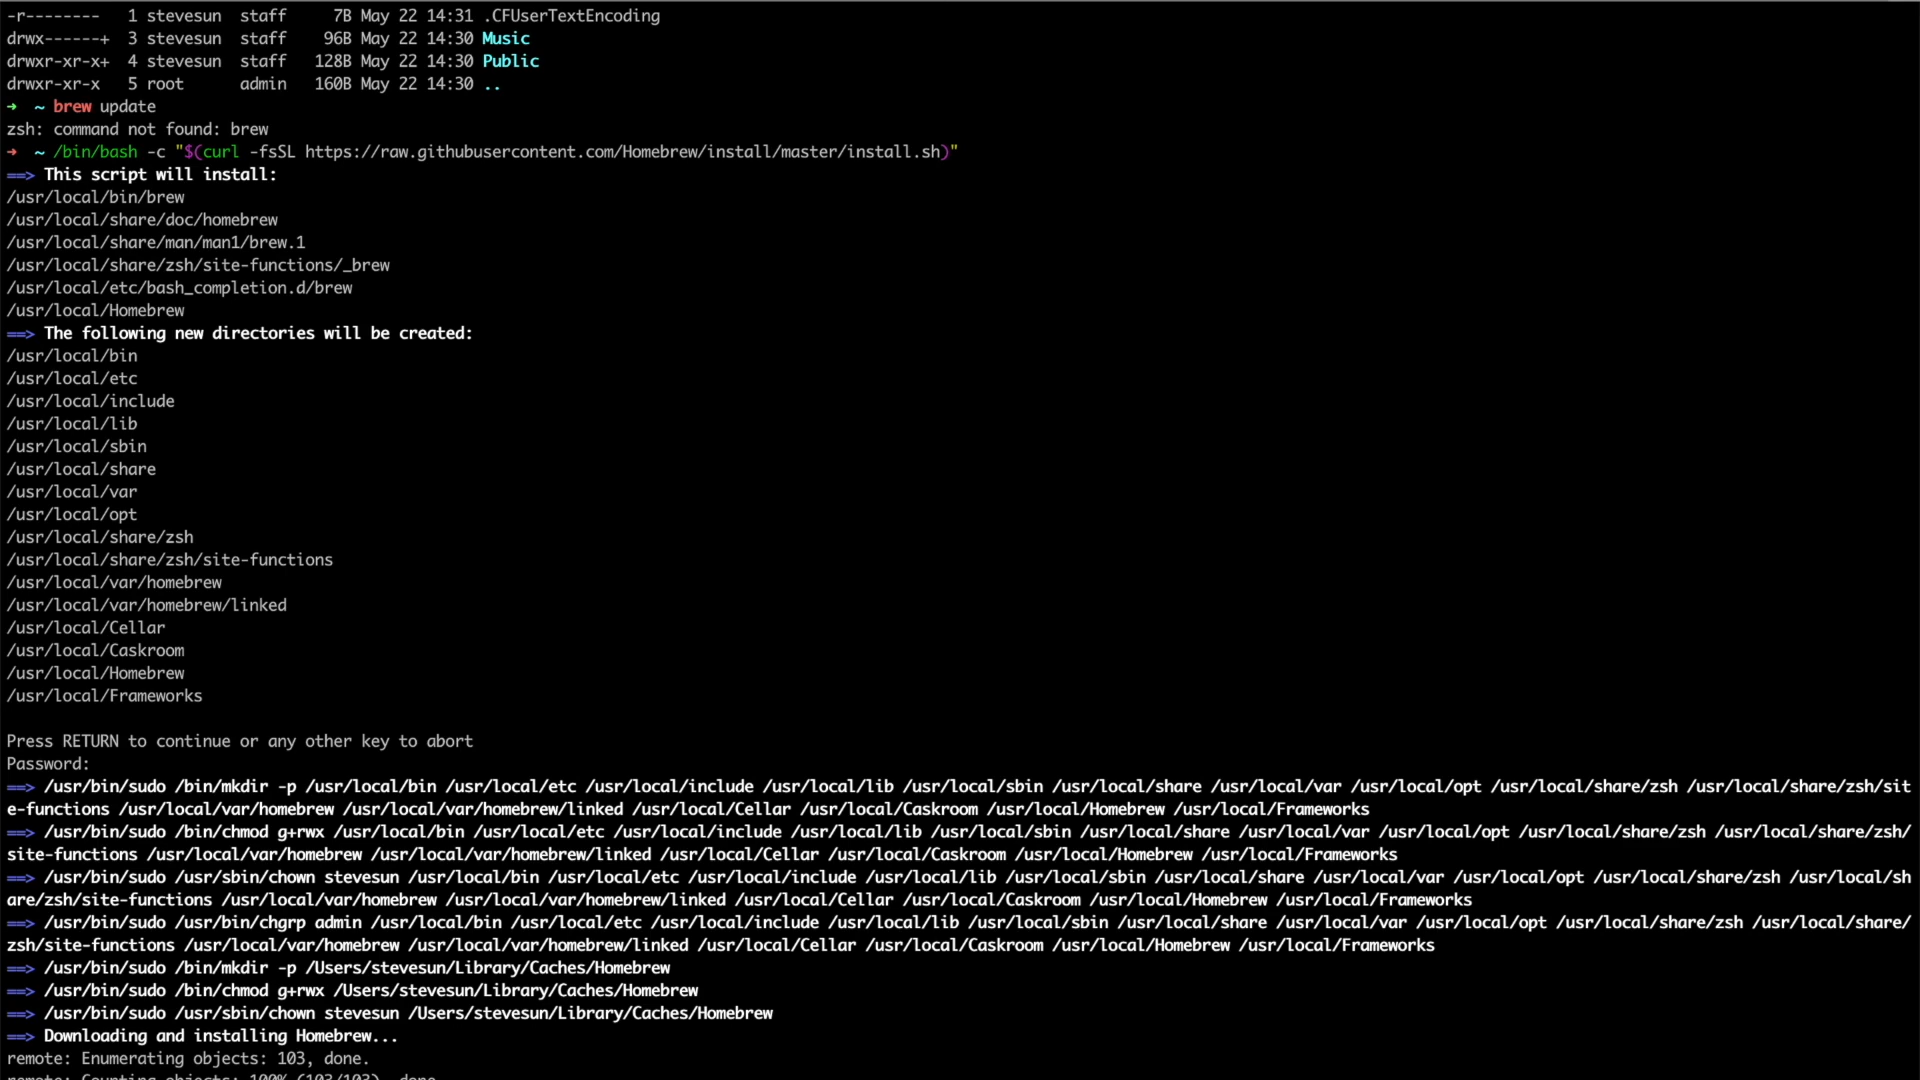 -r-------- 1 stevesun staff 7B May 22 14:31 .CFUserTextEncoding
drwx------+ 3 stevesun staff 96B May 22 14:30 Music
drwxr-xr-x+ 4 stevesun staff 128B May 22 14:30 Public
drwxr-xr-x 5 root admin 160B May 22 14:30 ..
→ ~ brew update
zsh: command not found: brew
→ ~ /bin/bash -c "$(curl -fsSL https://raw.githubusercontent.com/Homebrew/install/master/install.sh)"
==> This script will install:
/usr/local/bin/brew
/usr/local/share/doc/homebrew
/usr/local/share/man/man1/brew.1
/usr/local/share/zsh/site-functions/_brew
/usr/local/etc/bash_completion.d/brew
/usr/local/Homebrew
==> The following new directories will be created:
/usr/local/bin
/usr/local/etc
/usr/local/include
/usr/local/lib
/usr/local/sbin
/usr/local/share
/usr/local/var
/usr/local/opt
/usr/local/share/zsh
/usr/local/share/zsh/site-functions
/usr/local/var/homebrew
/usr/local/var/homebrew/linked
/usr/local/Cellar
/usr/local/Caskroom
/usr/local/Homebrew
/usr/local/Frameworks
Press RETURN to continue or any other key to abort
Password:
==> /usr/bin/sudo /bin/mkdir -p /usr/local/bin /usr/local/etc /usr/local/include /usr/local/lib /usr/local/sbin /usr/local/share /usr/local/var /usr/local/opt /usr/local/share/zsh /usr/local/share/zsh/sit
e-functions /usr/local/var/homebrew /usr/local/var/homebrew/linked /usr/local/Cellar /usr/local/Caskroom /usr/local/Homebrew /usr/local/Frameworks
==> /usr/bin/sudo /bin/chmod g+rwx /usr/local/bin /usr/local/etc /usr/local/include /usr/local/lib /usr/local/sbin /usr/local/share /usr/local/var /usr/local/opt /usr/local/share/zsh /usr/local/share/zsh/
site-functions /usr/local/var/homebrew /usr/local/var/homebrew/linked /usr/local/Cellar /usr/local/Caskroom /usr/local/Homebrew /usr/local/Frameworks
==> /usr/bin/sudo /usr/sbin/chown stevesun /usr/local/bin /usr/local/etc /usr/local/include /usr/local/lib /usr/local/sbin /usr/local/share /usr/local/var /usr/local/opt /usr/local/share/zsh /usr/local/sh
are/zsh/site-functions /usr/local/var/homebrew /usr/local/var/homebrew/linked /usr/local/Cellar /usr/local/Caskroom /usr/local/Homebrew /usr/local/Frameworks
==> /usr/bin/sudo /usr/bin/chgrp admin /usr/local/bin /usr/local/etc /usr/local/include /usr/local/lib /usr/local/sbin /usr/local/share /usr/local/var /usr/local/opt /usr/local/share/zsh /usr/local/share/
zsh/site-functions /usr/local/var/homebrew /usr/local/var/homebrew/linked /usr/local/Cellar /usr/local/Caskroom /usr/local/Homebrew /usr/local/Frameworks
==> /usr/bin/sudo /bin/mkdir -p /Users/stevesun/Library/Caches/Homebrew
==> /usr/bin/sudo /bin/chmod g+rwx /Users/stevesun/Library/Caches/Homebrew
==> /usr/bin/sudo /usr/sbin/chown stevesun /Users/stevesun/Library/Caches/Homebrew
==> Downloading and installing Homebrew...
remote: Enumerating objects: 103, done.
remote: Counting objects: 100% (103/103), done.